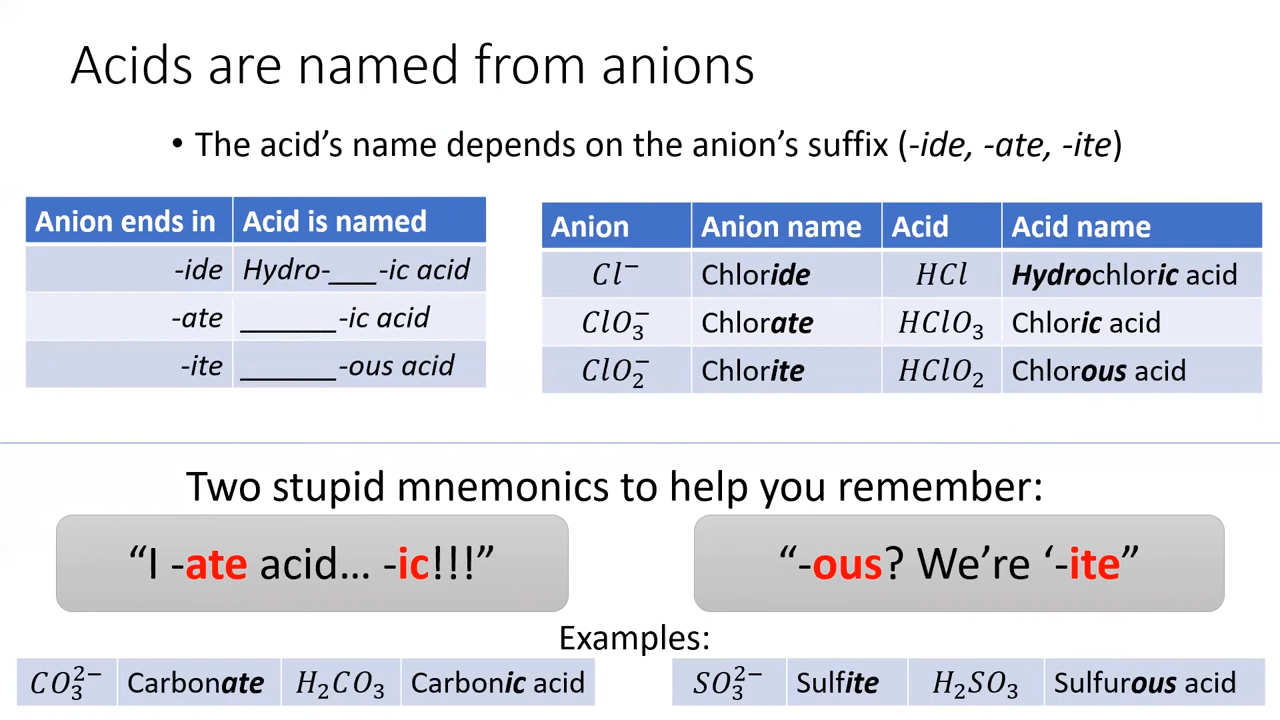 Acids are named from anions
• The acid’s name depends on the anion’s suffix (-ide, -ate, -ite)
Anion ends in Acid is named
-ide Hydro-___-ic acid
-ate ______-ic acid
-ite ______-ous acid
Anion Anion name Acid Acid name
Cl⁻ Chloride HCl Hydrochloric acid
ClO₃⁻ Chlorate HClO₃ Chloric acid
ClO₂⁻ Chlorite HClO₂ Chlorous acid
Two stupid mnemonics to help you remember:
“I -ate acid... -ic!!!”
“-ous? We’re ‘-ite”
Examples:
CO₃²⁻ Carbonate H₂CO₃ Carbonic acid
SO₃²⁻ Sulfite H₂SO₃ Sulfurous acid